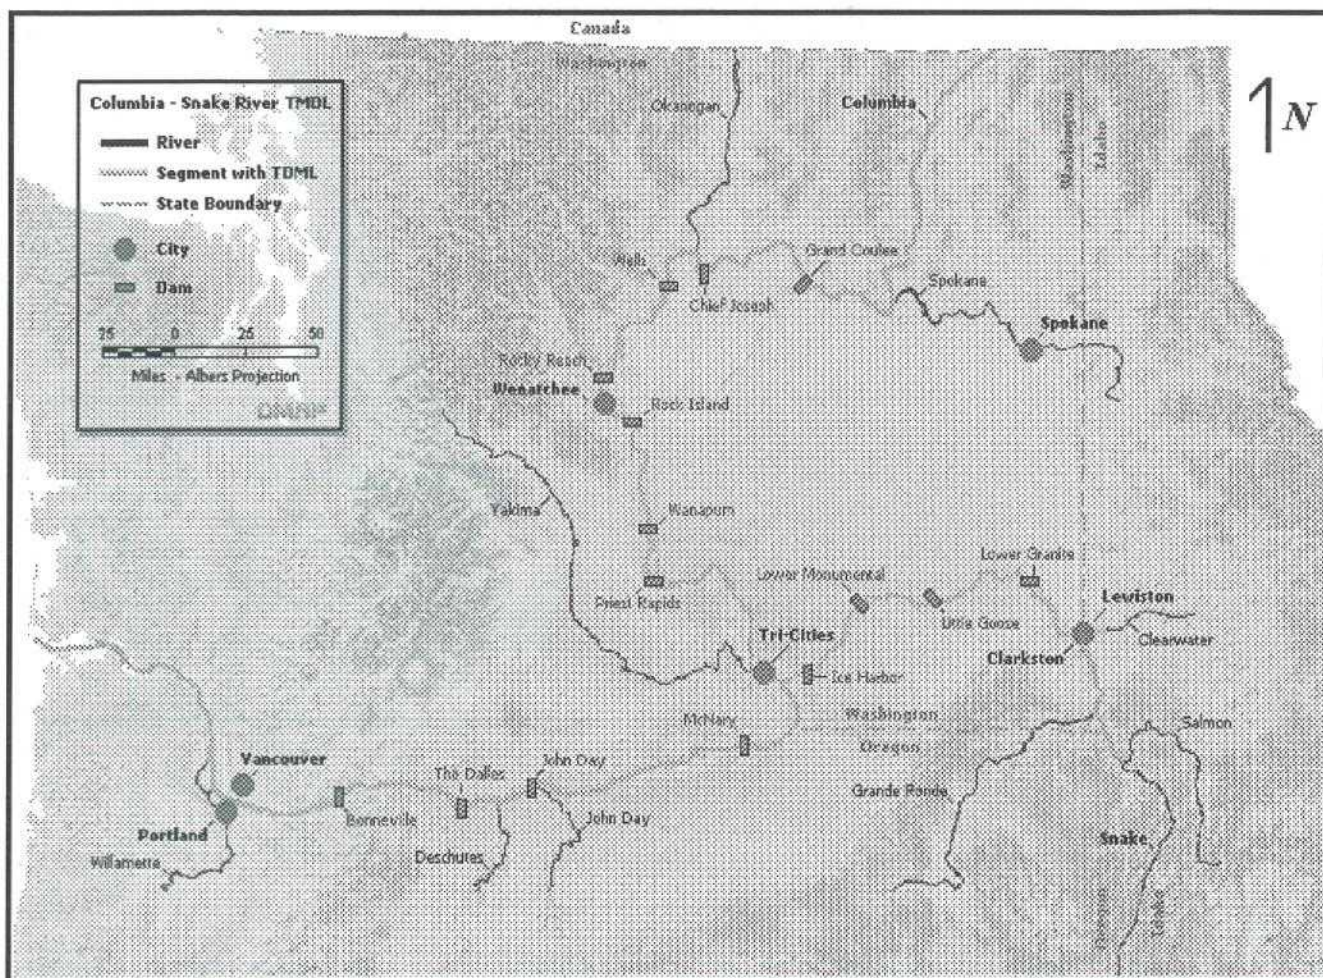 Canada
Washington
Columbia - Snake River TMDL
River
Segment with TDML
State Boundary
City
Dam
25 0 25 50
Miles - Albers Projection
N
Okanogan
Columbia
Washington
Idaho
Wells
Grand Coulee
Chief Joseph
Spokane
Spokane
Rocky Reach
Wenatchee
Rock Island
Yakima
Wanapum
Priest Rapids
Lower Monumental
Lower Granite
Little Goose
Lewiston
Clearwater
Clarkston
Tri-Cities
Ice Harbor
McNary
Washington
Oregon
Salmon
Vancouver
The Dalles
John Day
Grande Ronde
Portland
Bonneville
John Day
Snake
Willamette
Deschutes
Oregon
Idaho